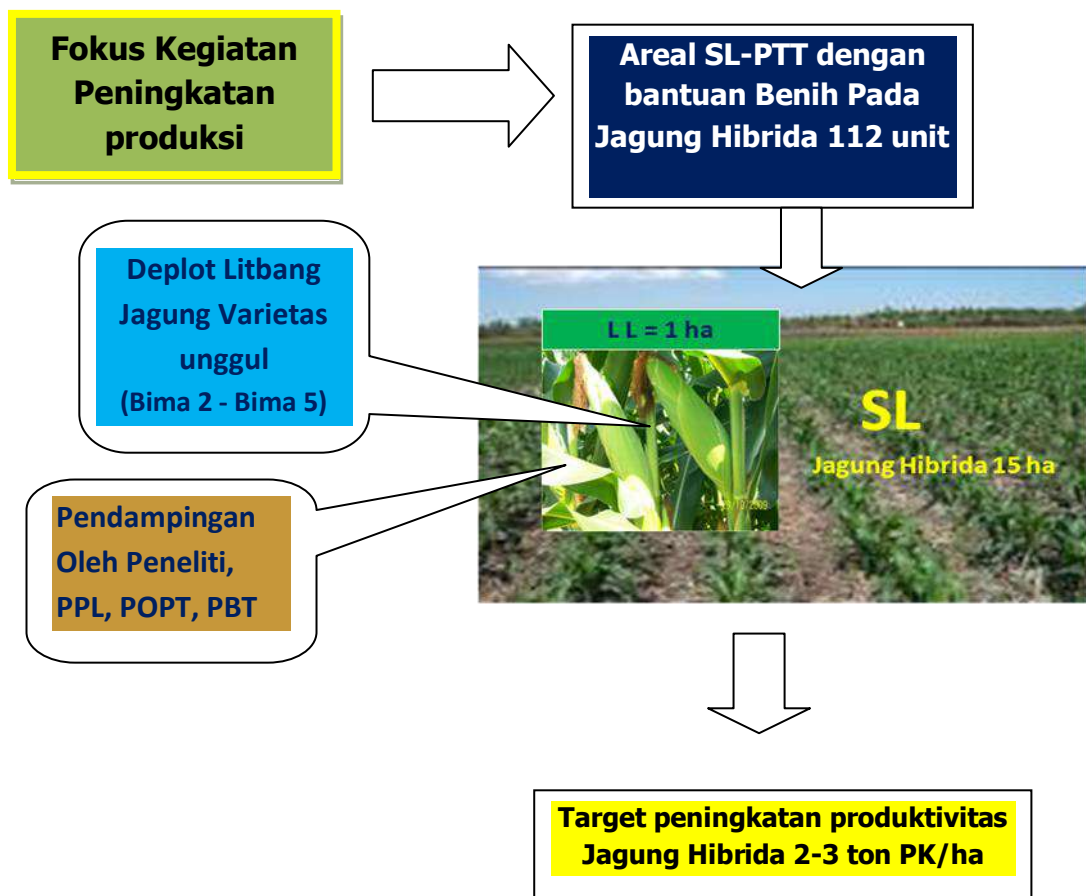 Fokus Kegiatan
Peningkatan
produksi
Areal SL-PTT dengan
bantuan Benih Pada
Jagung Hibrida 112 unit
Deplot Litbang
Jagung Varietas
unggul
(Bima 2 - Bima 5)
L L = 1 ha
SL
Jagung Hibrida 15 ha
Pendampingan
Oleh Peneliti,
PPL, POPT, PBT
Target peningkatan produktivitas
Jagung Hibrida 2-3 ton PK/ha